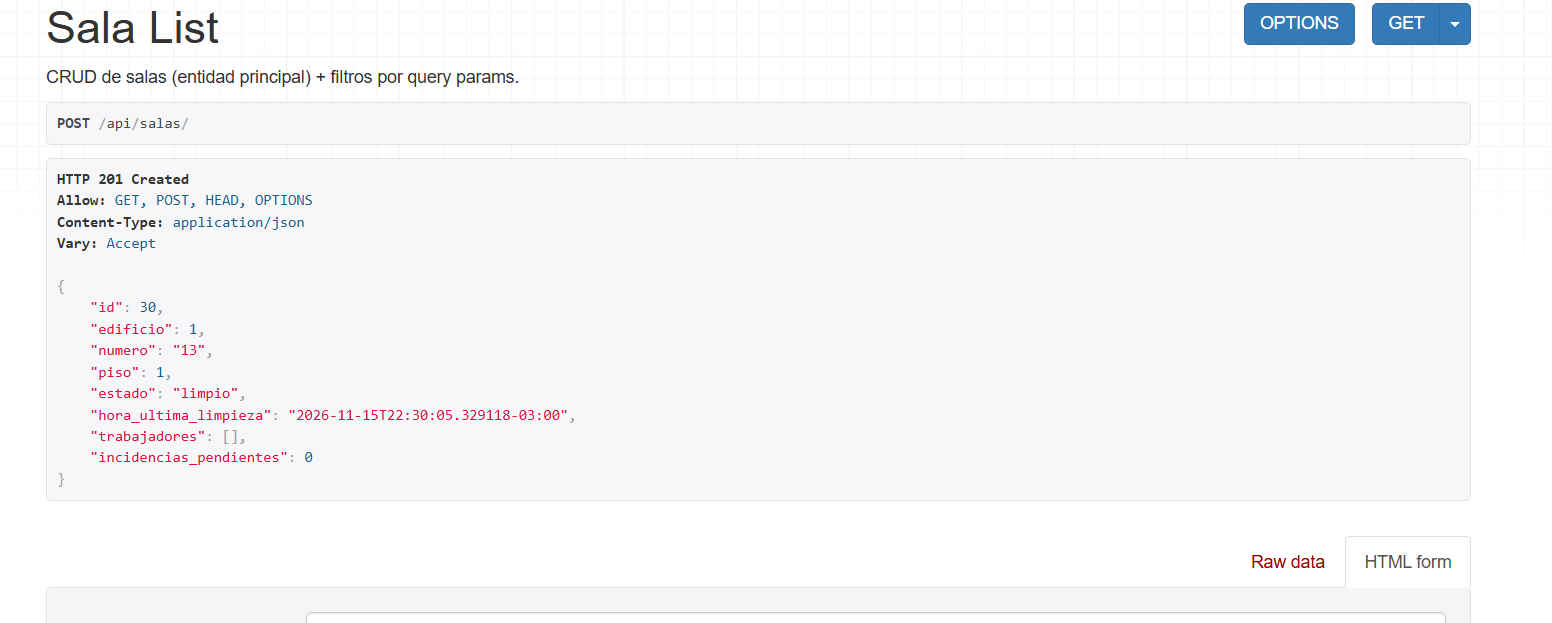 Sala List
OPTIONS
GET
CRUD de salas (entidad principal) + filtros por query params.
POST /api/salas/
HTTP 201 Created
Allow: GET, POST, HEAD, OPTIONS
Content-Type: application/json
Vary: Accept
{
    "id": 30,
    "edificio": 1,
    "numero": "13",
    "piso": 1,
    "estado": "limpio",
    "hora_ultima_limpieza": "2026-11-15T22:30:05.329118-03:00",
    "trabajadores": [],
    "incidencias_pendientes": 0
}
Raw data
HTML form